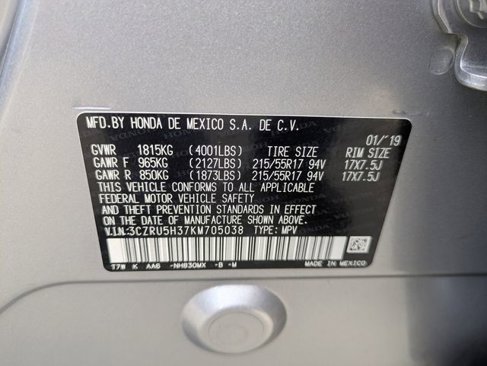 MFD.BY HONDA DE MEXICO S.A. DE C.V.
01/'19
GVWR 1815KG (4001LBS) TIRE SIZE RIM SIZE
GAWR F 965KG (2127LBS) 215/55R17 94V 17X7.5J
GAWR R 850KG (1873LBS) 215/55R17 94V 17X7.5J
THIS VEHICLE CONFORMS TO ALL APPLICABLE
FEDERAL MOTOR VEHICLE
SAFETY AND THEFT PREVENTION STANDARDS IN EFFECT
ON THE DATE OF MANUFACTURE SHOWN ABOVE.
V.I.N:3CZRU5H37KM705038 TYPE: MPV
T7W K AA6 -NH830MX -B -M
MADE IN MEXICO